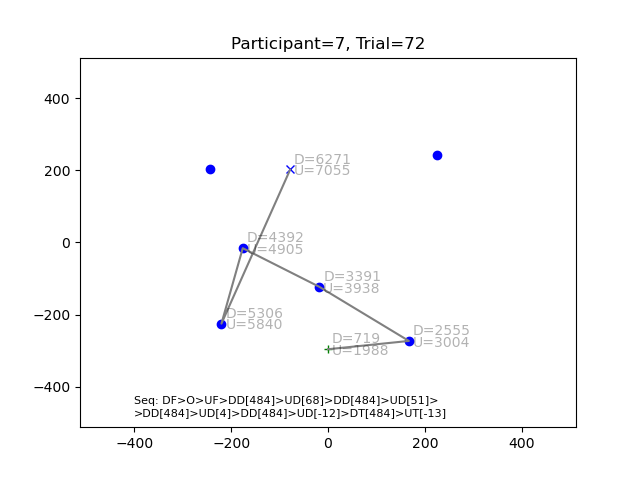 Participant=7, Trial=72
400
200
0
−200
−400
−400
−200
0
200
400
D=6271
U=7055
D=4392
U=4905
D=3391
U=3938
D=5306
U=5840
D=2555
U=3004
D=719
U=1988
Seq: DF>O>UF>DD[484]>UD[68]>DD[484]>UD[51]>
>DD[484]>UD[4]>DD[484]>UD[-12]>DT[484]>UT[-13]